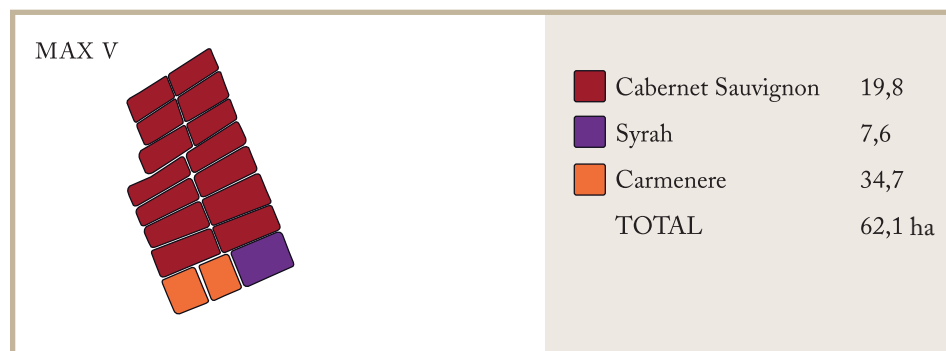 MAX V
Cabernet Sauvignon 19,8
Syrah 7,6
Carmenere 34,7
TOTAL 62,1 ha